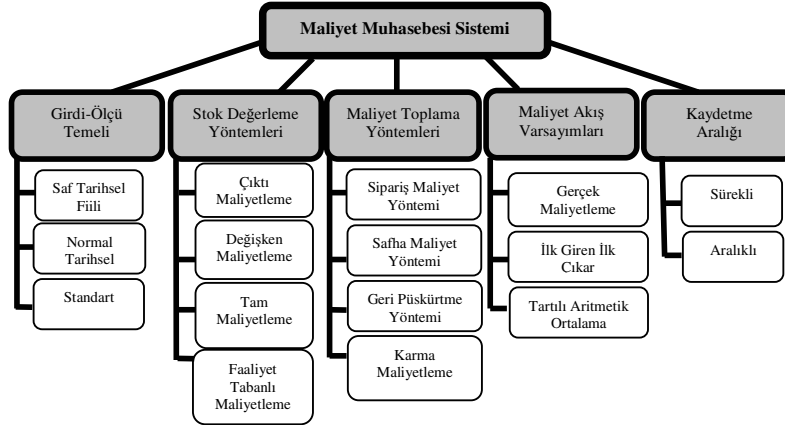 Maliyet Muhasebesi Sistemi
Girdi-Ölçü
Temeli
Saf Tarihsel
Fiili
Normal
Tarihsel
Standart
Stok Değerleme
Yöntemleri
Çıktı
Maliyetleme
Değişken
Maliyetleme
Tam
Maliyetleme
Faaliyet
Tabanlı
Maliyetleme
Maliyet Toplama
Yöntemleri
Sipariş Maliyet
Yöntemi
Safha Maliyet
Yöntemi
Geri Püskürtme
Yöntemi
Karma
Maliyetleme
Maliyet Akış
Varsayımları
Gerçek
Maliyetleme
İlk Giren İlk
Çıkar
Tartılı Aritmetik
Ortalama
Kaydetme
Aralığı
Sürekli
Aralıklı